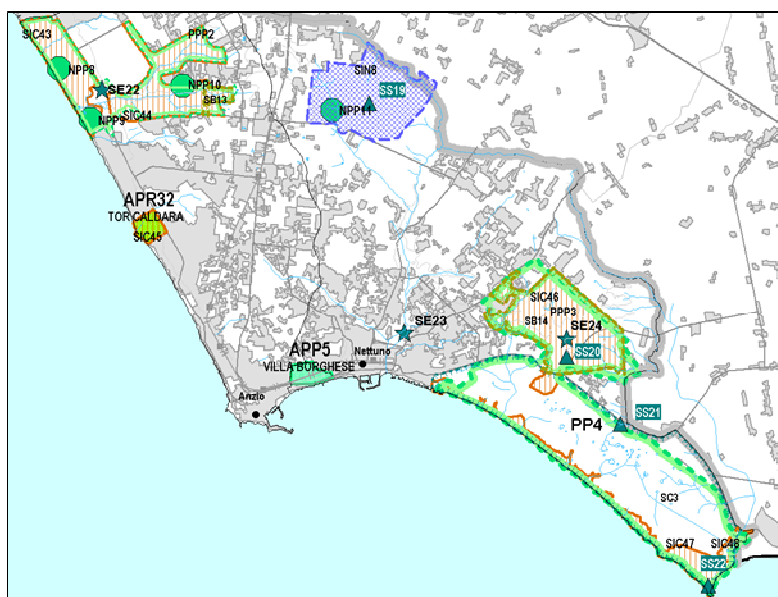 SIC43
PPP2
NPP8
SE22
NPP10
SB13
SIC44
NPP9
SIN8
SS19
NPP11
APR32
TOR CALDARA
SIC45
SIC46
PPP3
SB14
SE24
SS20
SE23
APP5
Nettuno
VILLA BORGHESE
Anzio
SS21
PP4
SC3
SIC47
SIC48
SS22